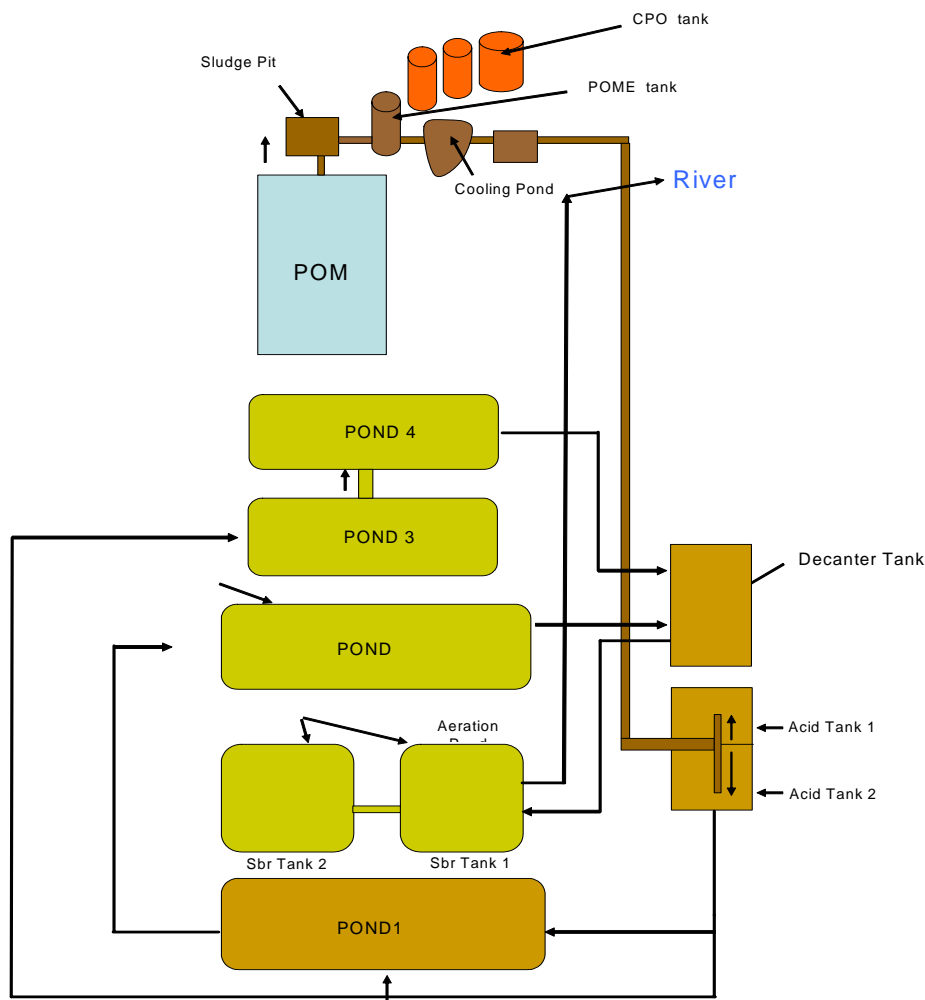 CPO tank
Sludge Pit
POME tank
Cooling Pond
River
POM
POND 4
POND 3
Decanter Tank
POND
Aeration
Acid Tank 1
Acid Tank 2
Sbr Tank 2
Sbr Tank 1
POND1